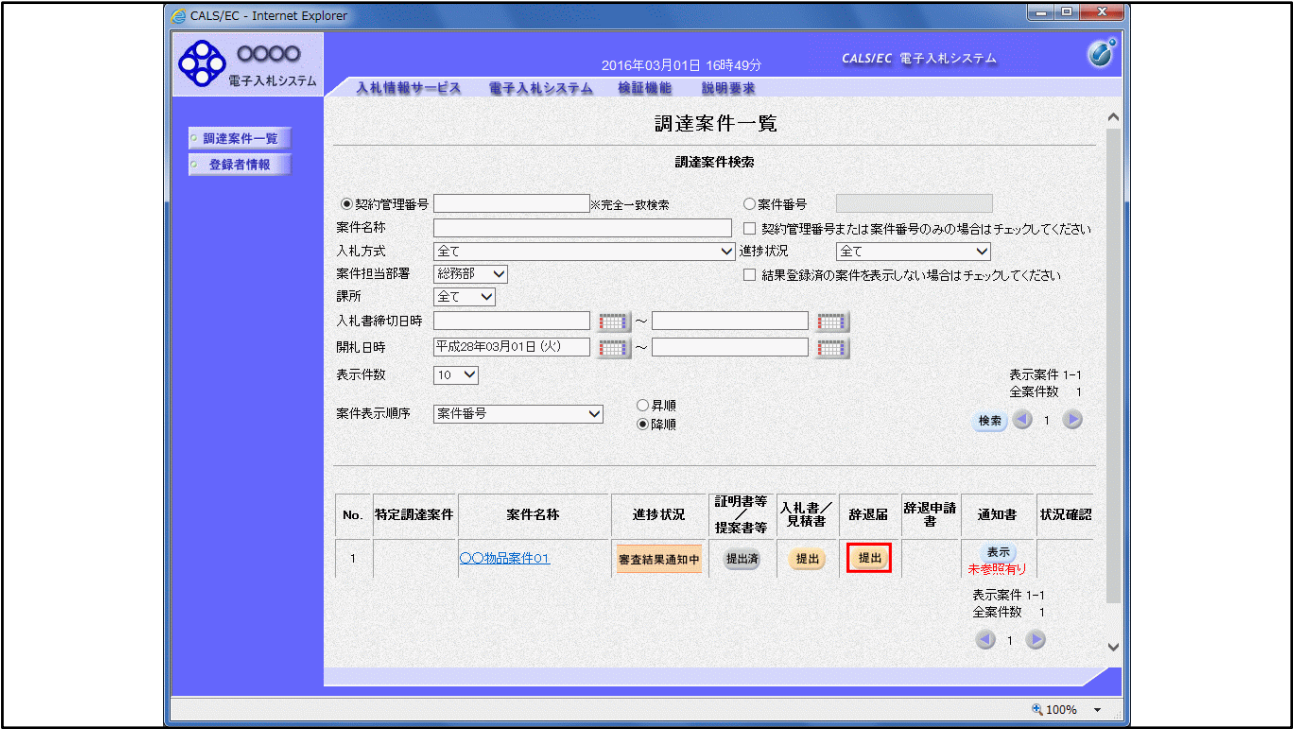 CALS/EC - Internet Explorer
〇〇〇〇
電子入札システム
2016年03月01日 16時49分
CALS/EC 電子入札システム
入札情報サービス 電子入札システム 検証機能 説明要求
調達案件一覧
登録者情報
調達案件一覧
調達案件検索
契約管理番号 ※完全一致検索 案件番号
案件名称 契約管理番号または案件番号のみの場合はチェックしてください
入札方式 全て 進捗状況 全て
案件担当部署 総務部 結果登録済の案件を表示しない場合はチェックしてください
課所 全て
入札書締切日時 ～
開札日時 平成28年03月01日(火) ～
表示件数 10
表示案件 1-1
全案件数 1
案件表示順序 案件番号
昇順
降順
検索 1
No. 特定調達案件 案件名称 進捗状況 証明書等／提案書等 入札書／見積書 辞退届 辞退申請書 通知書 状況確認
1 〇〇物品案件01 審査結果通知中 提出済 提出 提出 表示
未参照有り
表示案件 1-1
全案件数 1
1
100%